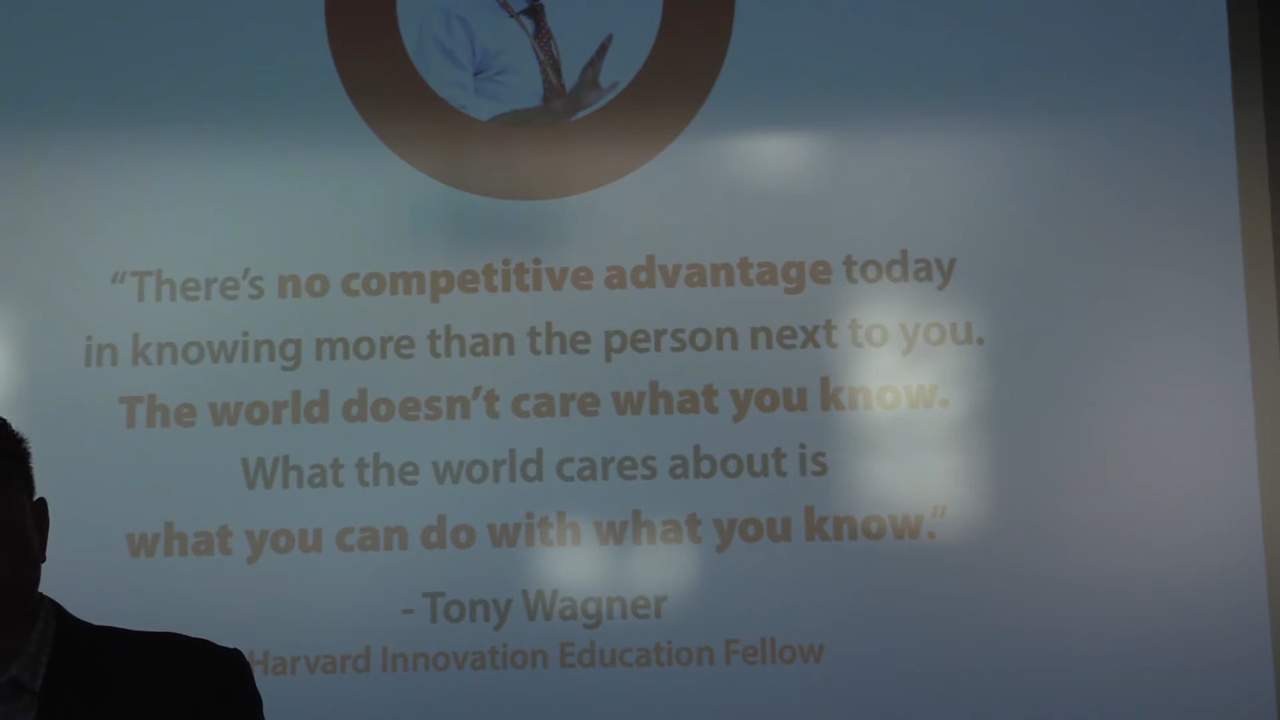 “There’s no competitive advantage today
in knowing more than the person next to you.
The world doesn’t care what you know.
What the world cares about is
what you can do with what you know.”
- Tony Wagner
Harvard Innovation Education Fellow